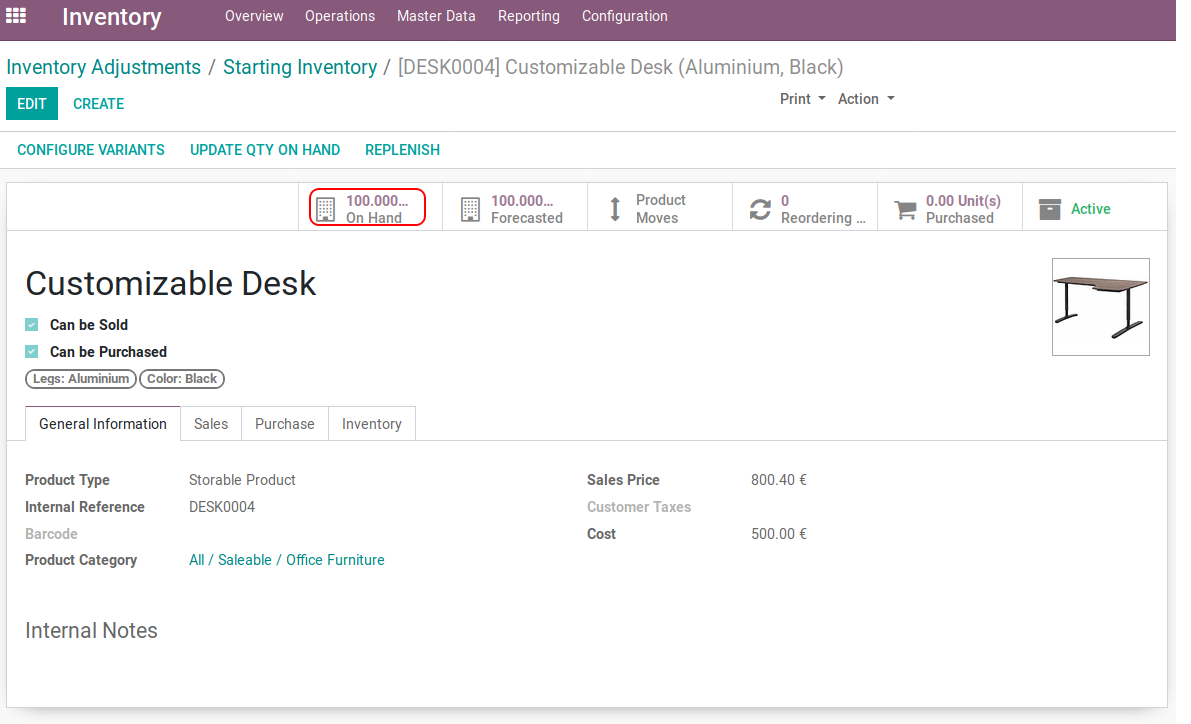 Inventory Overview Operations Master Data Reporting Configuration
Inventory Adjustments / Starting Inventory / [DESK0004] Customizable Desk (Aluminium, Black)
EDIT CREATE Print Action
CONFIGURE VARIANTS UPDATE QTY ON HAND REPLENISH
100.000...
On Hand
100.000...
Forecasted
Product
Moves
0
Reordering ...
0.00 Unit(s)
Purchased
Active
Customizable Desk
Can be Sold
Can be Purchased
Legs: Aluminium Color: Black
General Information Sales Purchase Inventory
Product Type Storable Product Sales Price 800.40 €
Internal Reference DESK0004 Customer Taxes
Barcode Cost 500.00 €
Product Category All / Saleable / Office Furniture
Internal Notes